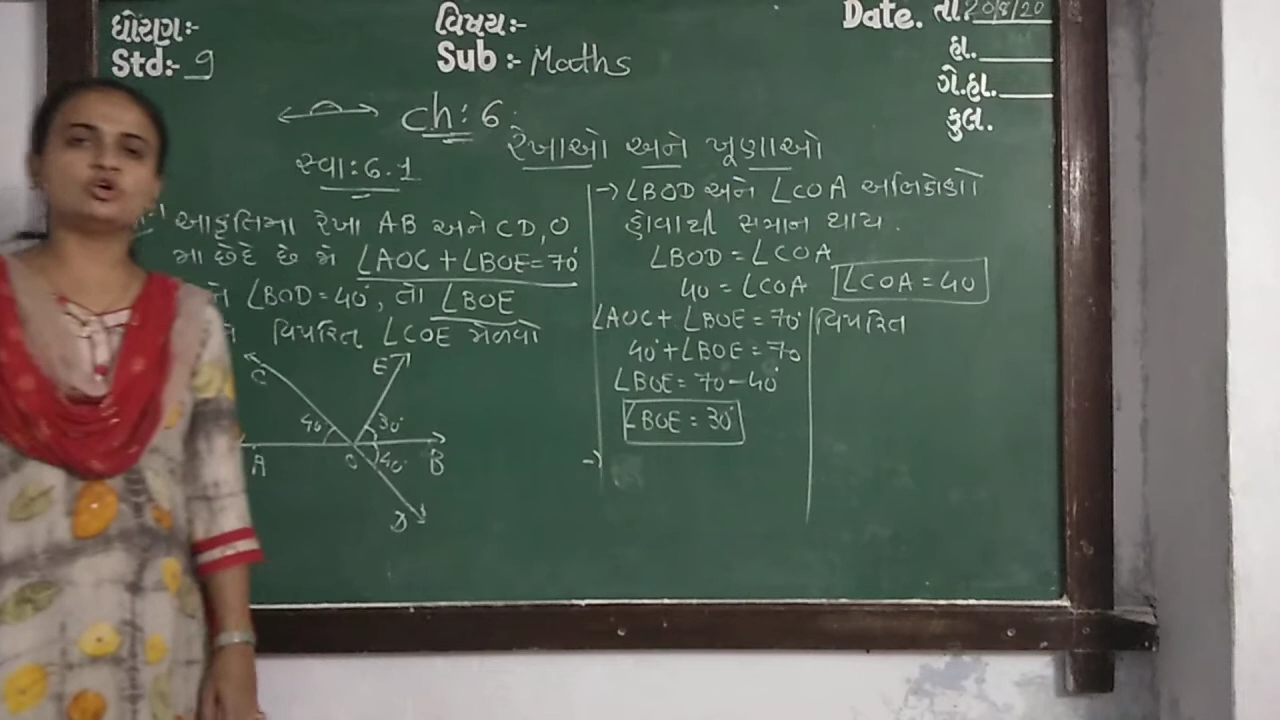 ધોરણ:- વિષય:- Date. તા. 20/8/20
Std:- 9 Sub :- Maths હા.
ગે.હા.
કુલ.
ch: 6
રેખાઓ અને ખૂણાઓ
સ્વા: 6.1
આકૃતિમા રેખા AB અને CD, O
મા છેદે છે જો ∠AOC + ∠BOE = 70°
∠BOD = 40°, તો ∠BOE
વિપરિત ∠COE મેળવો
C E
40° 30°
A O 40° B
D
→ ∠BOD અને ∠COA અભિકોણો
હોવાથી સમાન થાય.
∠BOD = ∠COA
40 = ∠COA ∠COA = 40
∠AOC + ∠BOE = 70°
40° + ∠BOE = 70
∠BOE = 70 - 40°
∠BOE = 30°
→
વિપરિત